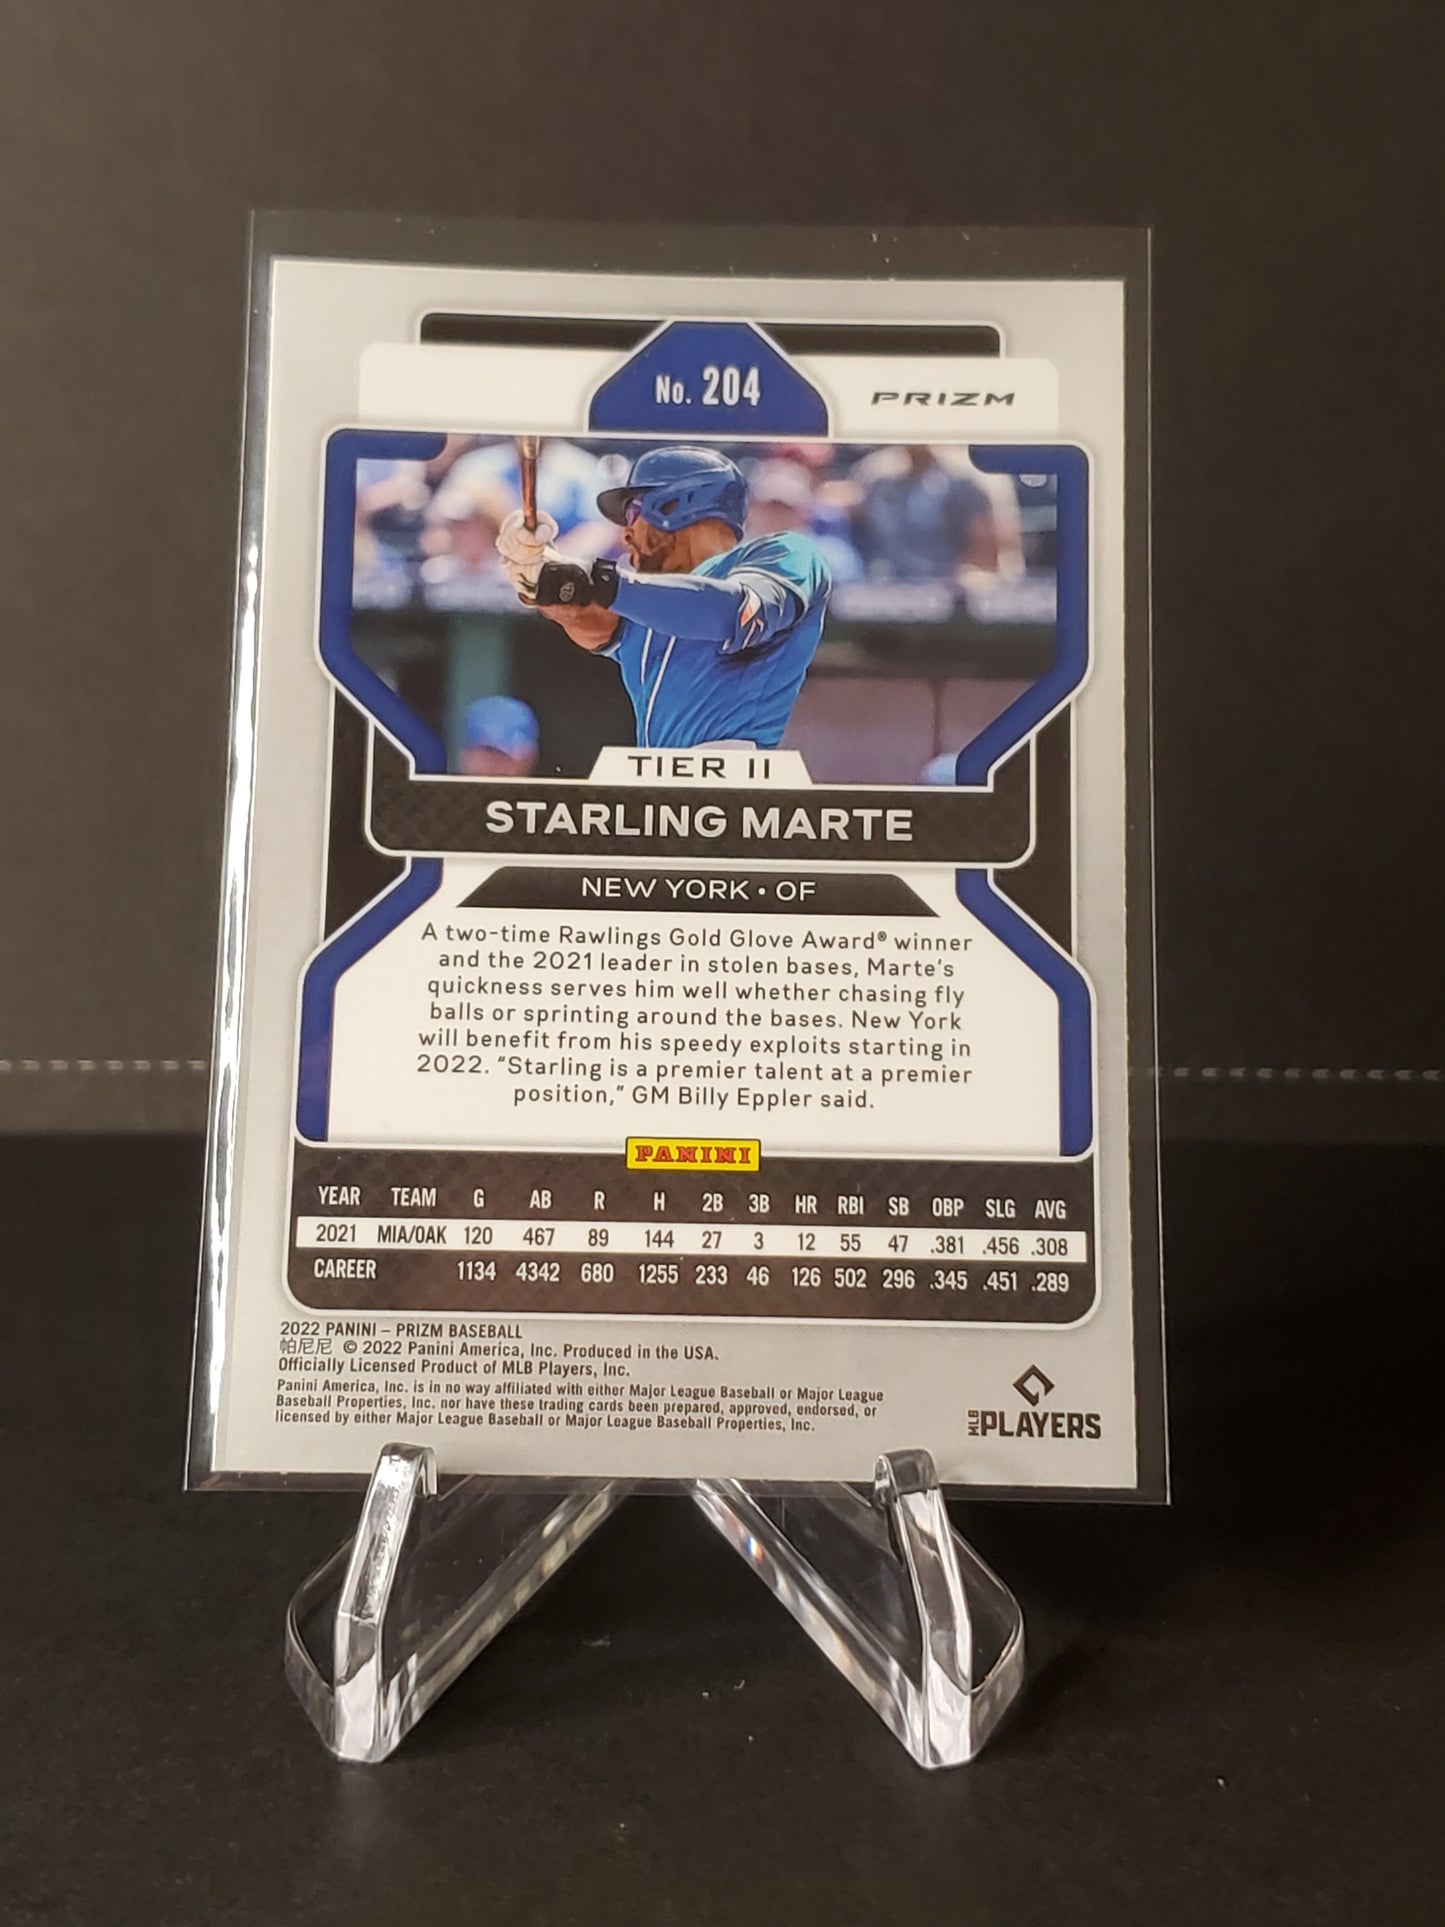 No. 204
PRIZM
TIER II
STARLING MARTE
NEW YORK • OF
A two-time Rawlings Gold Glove Award® winner
and the 2021 leader in stolen bases, Marte's
quickness serves him well whether chasing fly
balls or sprinting around the bases. New York
will benefit from his speedy exploits starting in
2022. "Starling is a premier talent at a premier
position," GM Billy Eppler said.
PANINI
YEAR TEAM G AB R H 2B 3B HR RBI SB OBP SLG AVG
2021 MIA/OAK 120 467 89 144 27 3 12 55 47 .381 .456 .308
CAREER 1134 4342 680 1255 233 46 126 502 296 .345 .451 .289
2022 PANINI – PRIZM BASEBALL
帕尼尼 © 2022 Panini America, Inc. Produced in the USA.
Officially Licensed Product of MLB Players, Inc.
Panini America, Inc. is in no way affiliated with either Major League Baseball or Major League
Baseball Properties, Inc. nor have these trading cards been prepared, approved, endorsed, or
licensed by either Major League Baseball or Major League Baseball Properties, Inc.
MLB PLAYERS